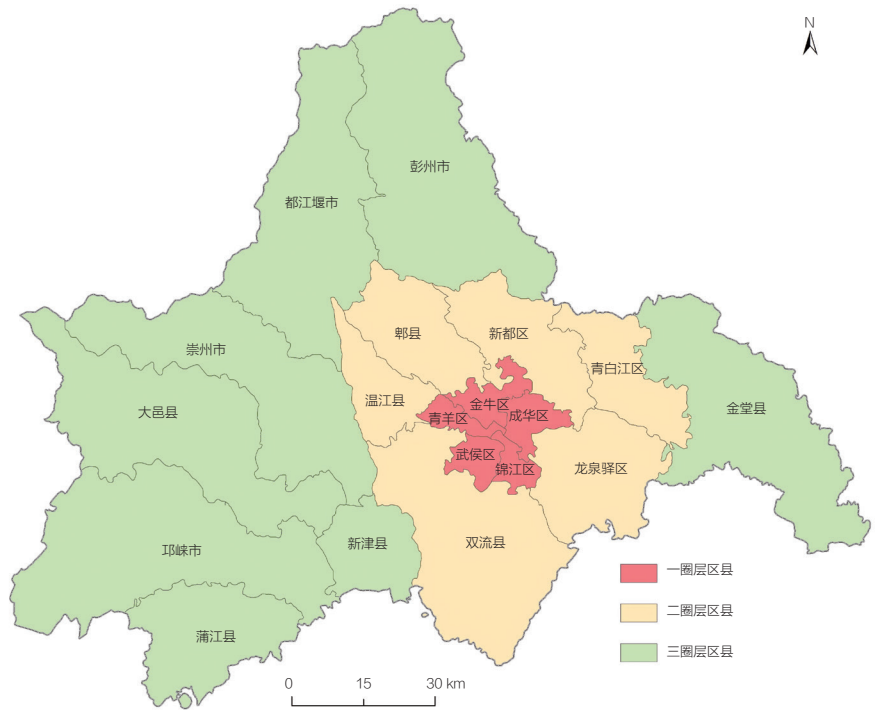 N
彭州市
都江堰市
郫县
新都区
崇州市
青白江区
温江县
金牛区
大邑县
青羊区
成华区
金堂县
武侯区
锦江区
龙泉驿区
双流县
新津县
邛崃市
蒲江县
一圈层区县
二圈层区县
三圈层区县
0 15 30 km